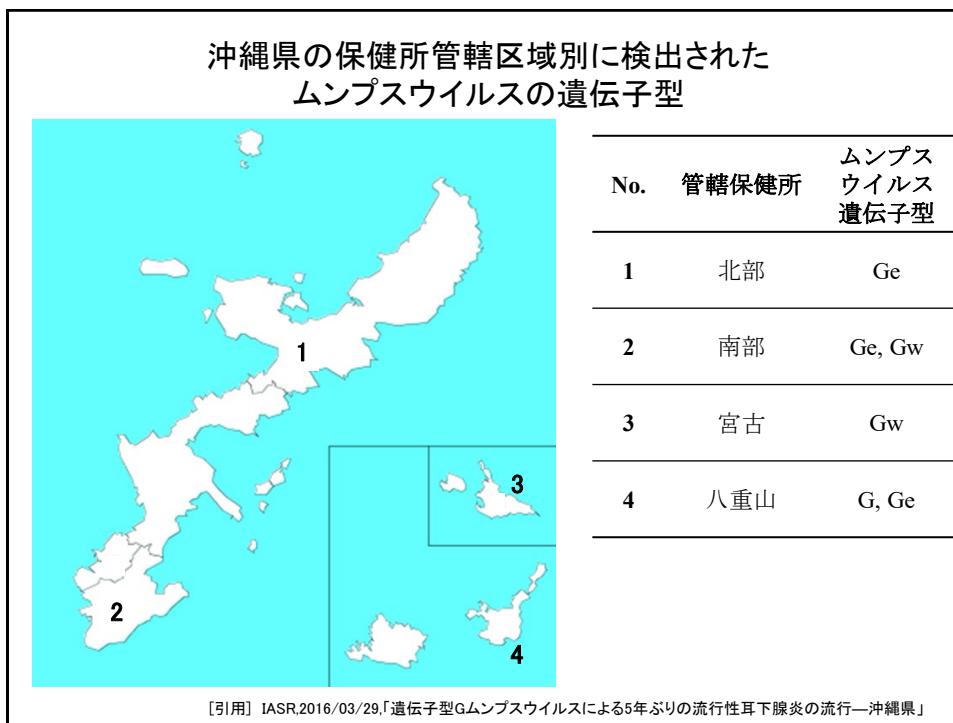 沖縄県の保健所管轄区域別に検出された
ムンプスウイルスの遺伝子型
No. 管轄保健所 ムンプス
ウイルス
遺伝子型
1 北部 Ge
2 南部 Ge, Gw
3 宮古 Gw
4 八重山 G, Ge
1
2
3
4
[引用] IASR,2016/03/29,「遺伝子型Gムンプスウイルスによる5年ぶりの流行性耳下腺炎の流行―沖縄県」